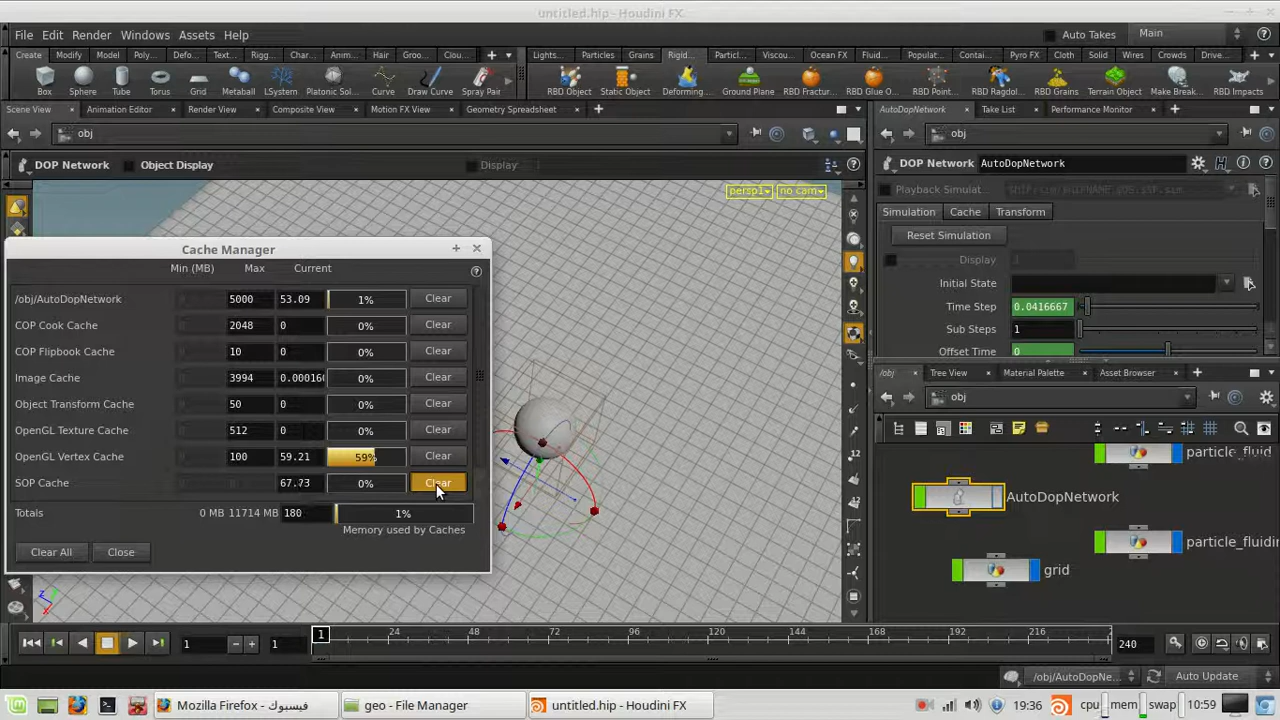 untitled.hip - Houdini FX
File Edit Render Windows Assets Help
Auto Takes Main
Create Modify Model Poly... Defo... Text... Rigg... Char... Anim... Hair Groo... Clou...
Lights... Particles Grains Rigid... Particl... Viscou... Ocean FX Fluid... Populat... Contai... Pyro FX Cloth Solid Wires Crowds Drive...
Box Sphere Tube Torus Grid Metaball LSystem Platonic Sol... Curve Draw Curve Spray Pair
RBD Object Static Object Deforming... Ground Plane RBD Fractur... RBD Glue O... RBD Point... RBD Ragdoll RBD Grains Terrain Object Make Break... RBD Impacts
Scene View Animation Editor Render View Composite View Motion FX View Geometry Spreadsheet
AutoDopNetwork Take List Performance Monitor
obj
obj
DOP Network Object Display Display:
persp1 no cam
DOP Network AutoDopNetwork
Playback Simulat...
Simulation Cache Transform
Reset Simulation
Display 1
Initial State
Time Step 0.0416667
Sub Steps 1
Offset Time 0
Cache Manager
Min (MB) Max Current
/obj/AutoDopNetwork 5000 53.09 1% Clear
COP Cook Cache 2048 0 0% Clear
COP Flipbook Cache 10 0 0% Clear
Image Cache 3994 0.000160 0% Clear
Object Transform Cache 50 0 0% Clear
OpenGL Texture Cache 512 0 0% Clear
OpenGL Vertex Cache 100 59.21 59% Clear
SOP Cache 67.73 0% Clear
Totals 0 MB 11714 MB 180 1%
Memory used by Caches
Clear All Close
/obj Tree View Material Palette Asset Browser
obj
particle_fluid
AutoDopNetwork
particle_fluidin
grid
z x
1 1 1 24 48 72 96 120 144 168 192 216 2 240
/obj/AutoDopNe... Auto Update
Mozilla Firefox - فيسبوك geo - File Manager untitled.hip - Houdini FX
19:36 cpu mem swap 10:59